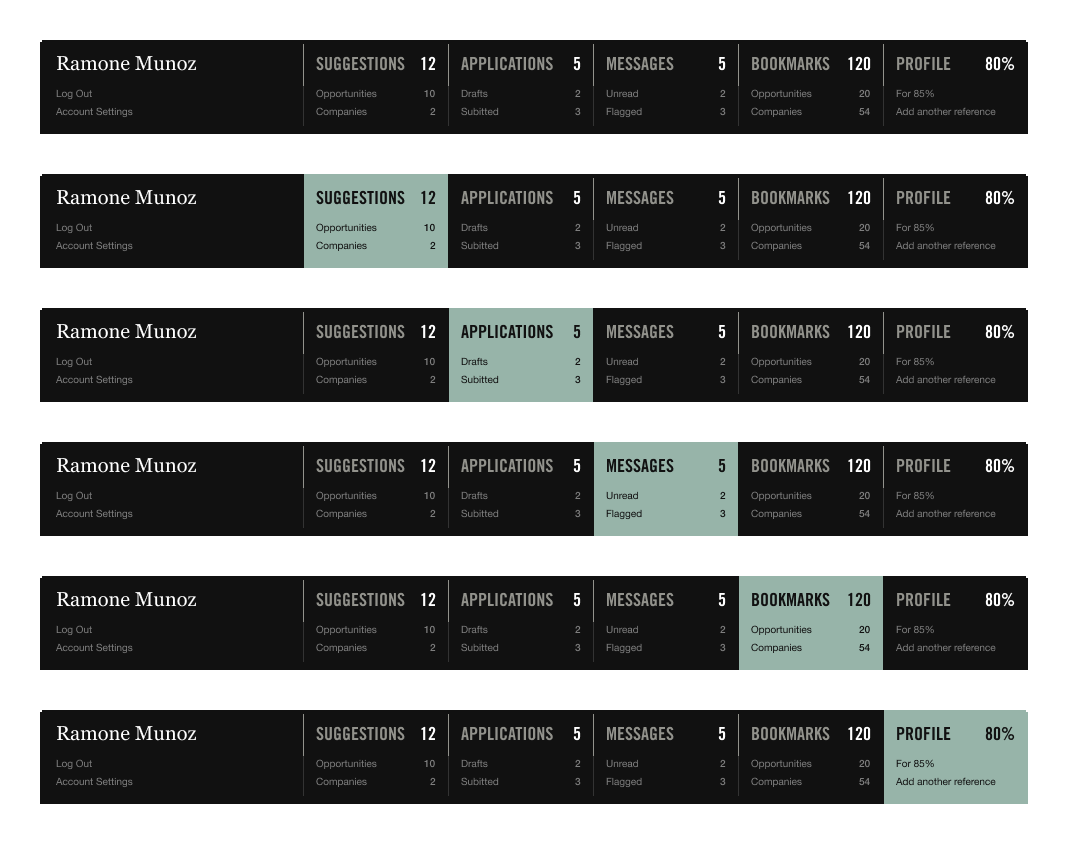 Ramone Munoz SUGGESTIONS 12 APPLICATIONS 5 MESSAGES 5 BOOKMARKS 120 PROFILE 80%
Log Out Opportunities 10 Drafts 2 Unread 2 Opportunities 20 For 85%
Account Settings Companies 2 Subitted 3 Flagged 3 Companies 54 Add another reference
Ramone Munoz SUGGESTIONS 12 APPLICATIONS 5 MESSAGES 5 BOOKMARKS 120 PROFILE 80%
Log Out Opportunities 10 Drafts 2 Unread 2 Opportunities 20 For 85%
Account Settings Companies 2 Subitted 3 Flagged 3 Companies 54 Add another reference
Ramone Munoz SUGGESTIONS 12 APPLICATIONS 5 MESSAGES 5 BOOKMARKS 120 PROFILE 80%
Log Out Opportunities 10 Drafts 2 Unread 2 Opportunities 20 For 85%
Account Settings Companies 2 Subitted 3 Flagged 3 Companies 54 Add another reference
Ramone Munoz SUGGESTIONS 12 APPLICATIONS 5 MESSAGES 5 BOOKMARKS 120 PROFILE 80%
Log Out Opportunities 10 Drafts 2 Unread 2 Opportunities 20 For 85%
Account Settings Companies 2 Subitted 3 Flagged 3 Companies 54 Add another reference
Ramone Munoz SUGGESTIONS 12 APPLICATIONS 5 MESSAGES 5 BOOKMARKS 120 PROFILE 80%
Log Out Opportunities 10 Drafts 2 Unread 2 Opportunities 20 For 85%
Account Settings Companies 2 Subitted 3 Flagged 3 Companies 54 Add another reference
Ramone Munoz SUGGESTIONS 12 APPLICATIONS 5 MESSAGES 5 BOOKMARKS 120 PROFILE 80%
Log Out Opportunities 10 Drafts 2 Unread 2 Opportunities 20 For 85%
Account Settings Companies 2 Subitted 3 Flagged 3 Companies 54 Add another reference